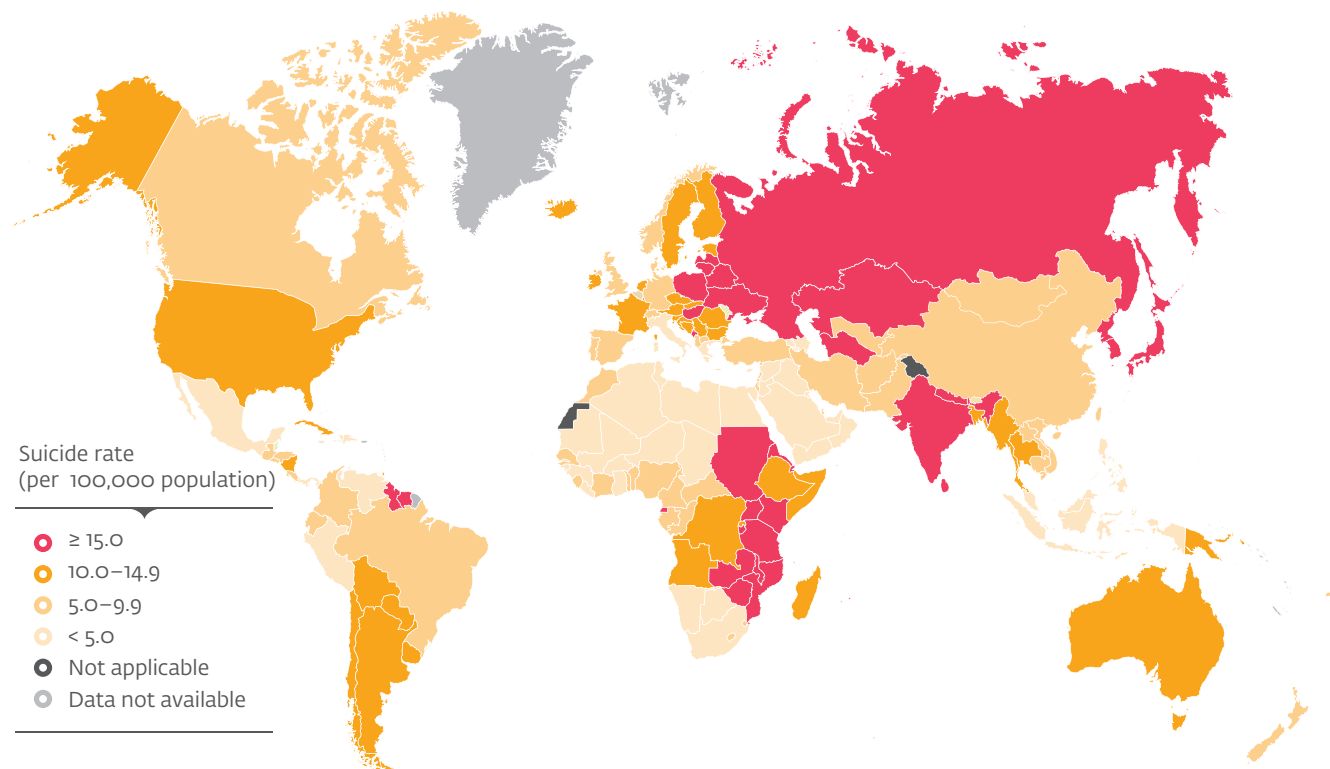 Suicide rate
(per 100,000 population)
≥ 15.0
10.0–14.9
5.0–9.9
< 5.0
Not applicable
Data not available